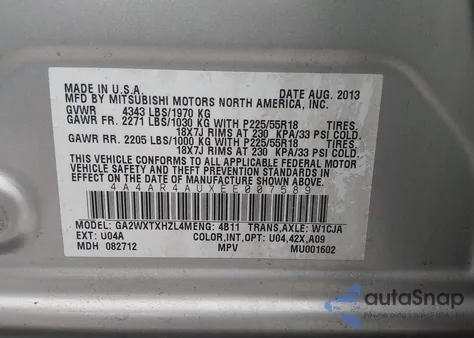 MADE IN U.S.A. DATE AUG. 2013
BY MITSUBISHI MOTORS NORTH AMERICA, INC.
GVWR 4343 LBS/1970 KG
GAWR FR. 2271 LBS/1030 KG WITH P225/55R18 TIRES,
18X7J RIMS AT 230 KPA/33 PSI COLD.
GAWR RR. 2205 LBS/1000 KG WITH P225/55R18 TIRES,
18X7J RIMS AT 230 KPA/33 PSI COLD.
THIS VEHICLE CONFORMS TO ALL APPLICABLE FEDERAL MOTOR
VEHICLE SAFETY AND THEFT PREVENTION STANDARDS IN
EFFECT ON THE DATE OF MANUFACTURE SHOWN ABOVE.
4A4AR4AUXEE007589
MODEL: GA2WXTXHZL4M ENG: 4B11 TRANS,AXLE: W1CJA
EXT: U04A COLOR,INT,OPT: U04,42X,A09
MDH 082712 MPV MU001602
autoSnap